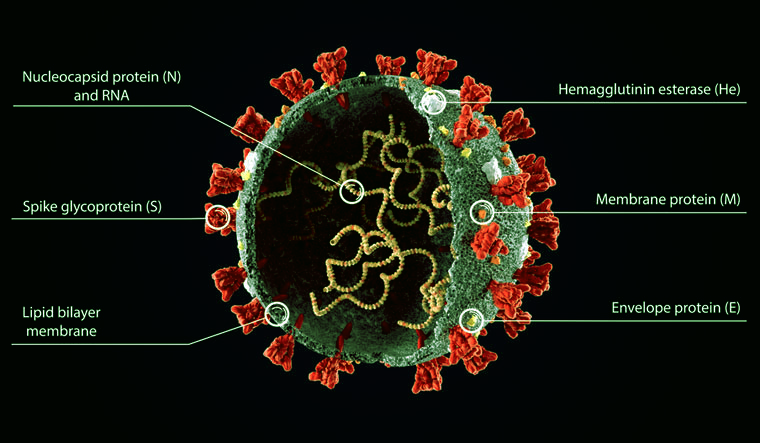 Nucleocapsid protein (N)
and RNA
Hemagglutinin esterase (He)
Spike glycoprotein (S)
Membrane protein (M)
Lipid bilayer
membrane
Envelope protein (E)